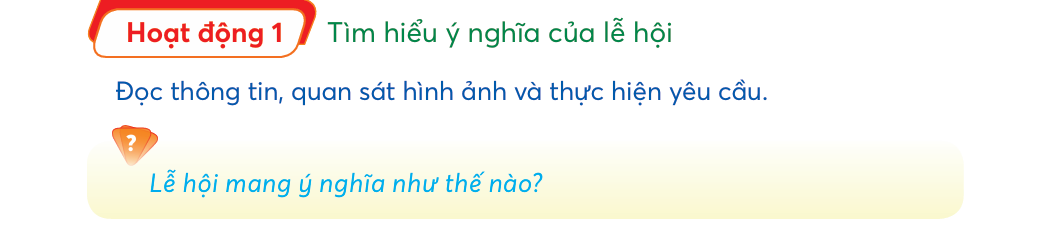 Hoạt động 1 Tìm hiểu ý nghĩa của lễ hội
Đọc thông tin, quan sát hình ảnh và thực hiện yêu cầu.
?
Lễ hội mang ý nghĩa như thế nào?